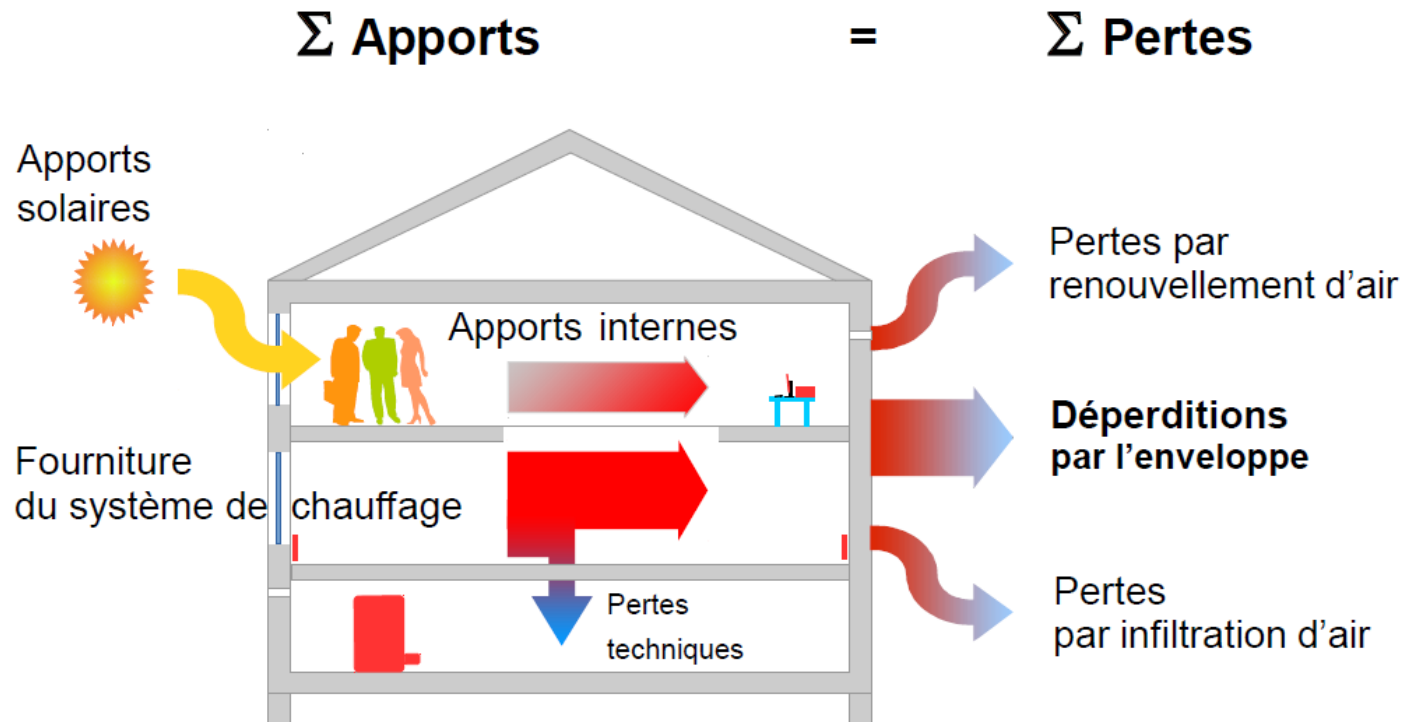 Σ Apports = Σ Pertes
Apports
solaires
Apports internes
Fourniture
du système de chauffage
Pertes
techniques
Pertes par
renouvellement d'air
Déperditions
par l'enveloppe
Pertes
par infiltration d'air